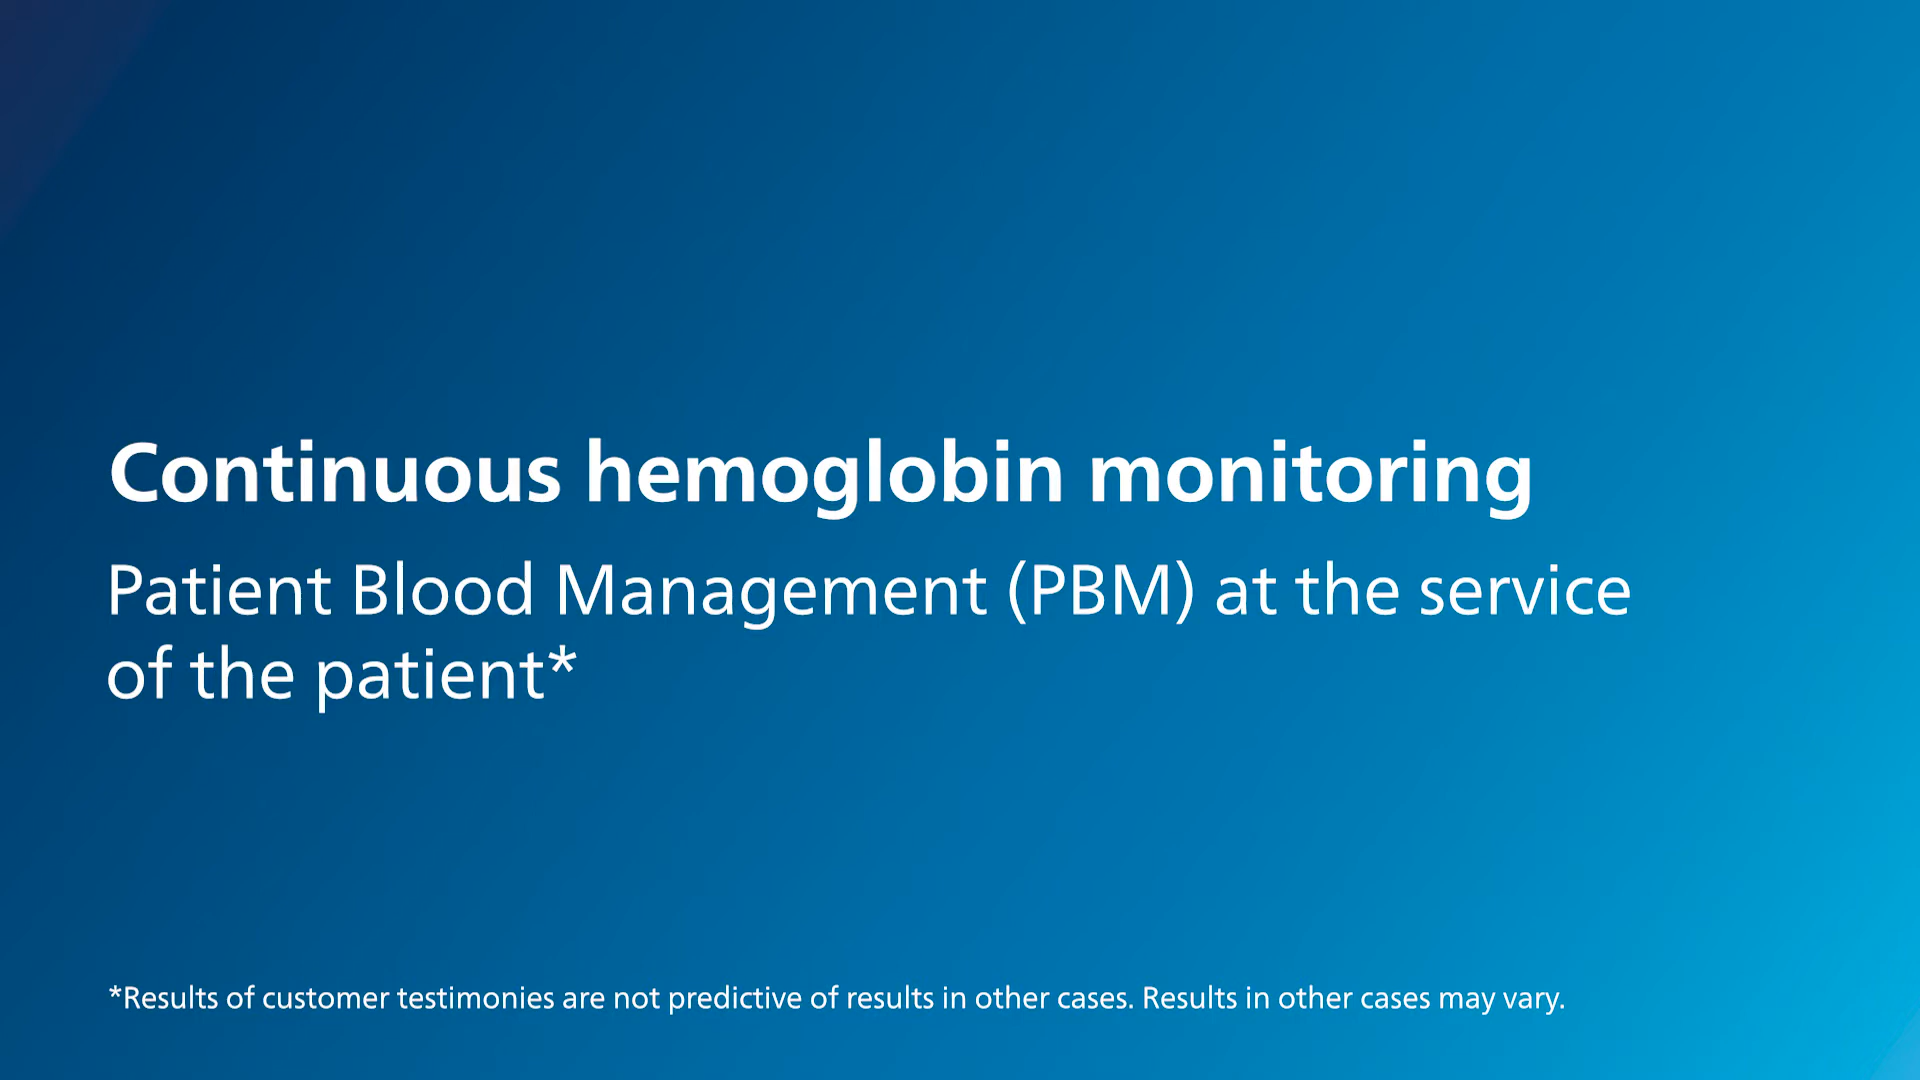 Continuous hemoglobin monitoring
Patient Blood Management (PBM) at the service
of the patient*
*Results of customer testimonies are not predictive of results in other cases. Results in other cases may vary.